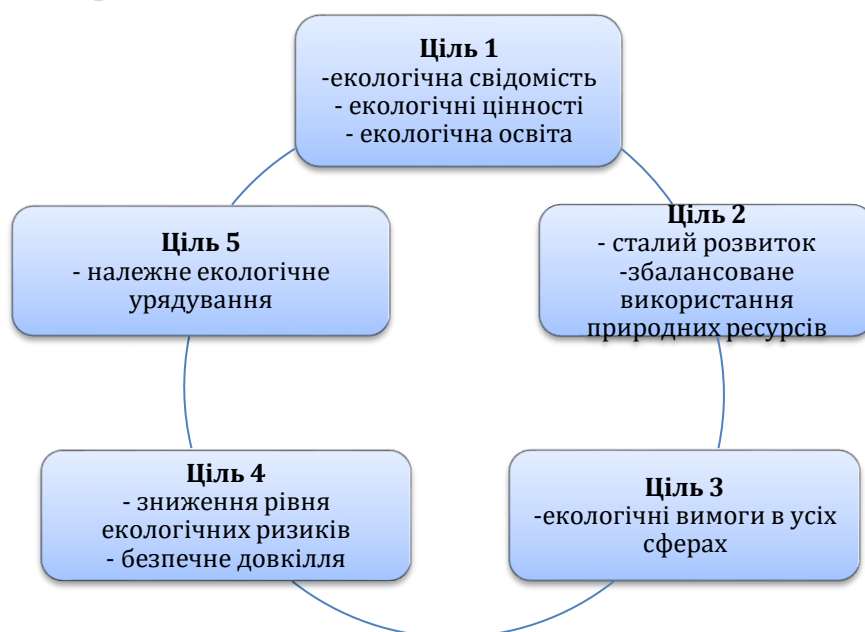 Ціль 1
-екологічна свідомість
- екологічні цінності
- екологічна освіта
Ціль 2
- сталий розвиток
-збалансоване
використання
природних ресурсів
Ціль 3
-екологічні вимоги в усіх
сферах
Ціль 4
- зниження рівня
екологічних ризиків
- безпечне довкілля
Ціль 5
- належне екологічне
урядування